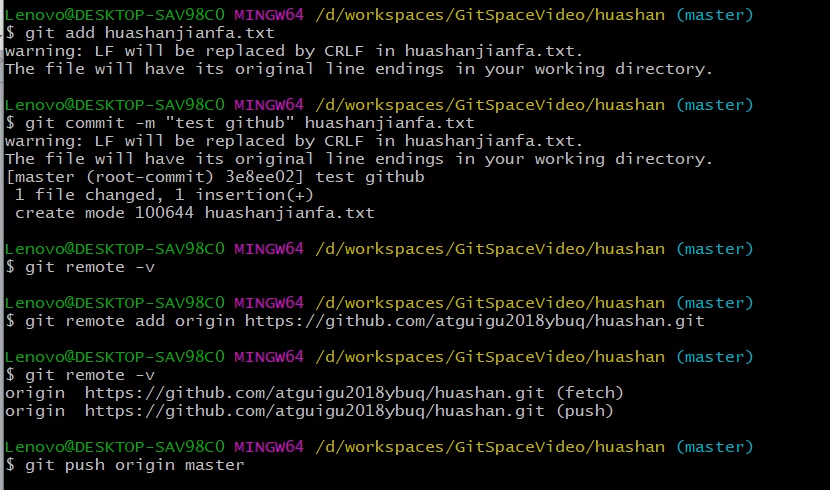 Lenovo@DESKTOP-SAV98CO MINGW64 /d/workspaces/GitSpaceVideo/huashan (master)
$ git add huashanjianfa.txt
warning: LF will be replaced by CRLF in huashanjianfa.txt.
The file will have its original line endings in your working directory.
Lenovo@DESKTOP-SAV98CO MINGW64 /d/workspaces/GitSpaceVideo/huashan (master)
$ git commit -m "test github" huashanjianfa.txt
warning: LF will be replaced by CRLF in huashanjianfa.txt.
The file will have its original line endings in your working directory.
[master (root-commit) 3e8ee02] test github
 1 file changed, 1 insertion(+)
 create mode 100644 huashanjianfa.txt
Lenovo@DESKTOP-SAV98CO MINGW64 /d/workspaces/GitSpaceVideo/huashan (master)
$ git remote -v
Lenovo@DESKTOP-SAV98CO MINGW64 /d/workspaces/GitSpaceVideo/huashan (master)
$ git remote add origin https://github.com/atguigu2018ybuq/huashan.git
Lenovo@DESKTOP-SAV98CO MINGW64 /d/workspaces/GitSpaceVideo/huashan (master)
$ git remote -v
origin  https://github.com/atguigu2018ybuq/huashan.git (fetch)
origin  https://github.com/atguigu2018ybuq/huashan.git (push)
Lenovo@DESKTOP-SAV98CO MINGW64 /d/workspaces/GitSpaceVideo/huashan (master)
$ git push origin master